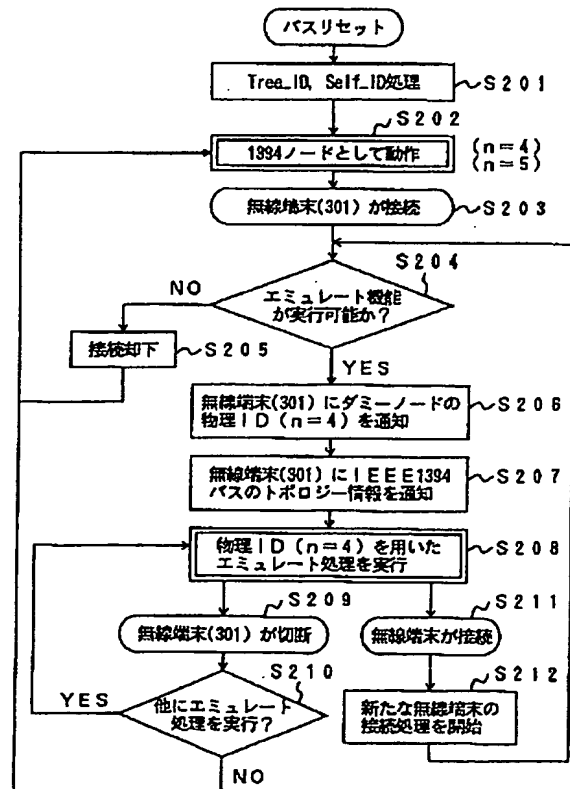 バスリセット
Tree_ID, Self_ID処理
S201
S202
1394ノードとして動作
(n=4)
(n=5)
無線端末(301)が接続
S203
S204
NO
エミュレート機能
が実行可能か?
接続却下
S205
YES
無線端末(301)にダミーノードの
物理ID(n=4)を通知
S206
無線端末(301)にIEEE1394
バスのトポロジー情報を通知
S207
物理ID(n=4)を用いた
エミュレート処理を実行
S208
S209
S211
無線端末(301)が切断
無線端末が接続
S210
S212
YES
他にエミュレート
処理を実行?
新たな無線端末の
接続処理を開始
NO